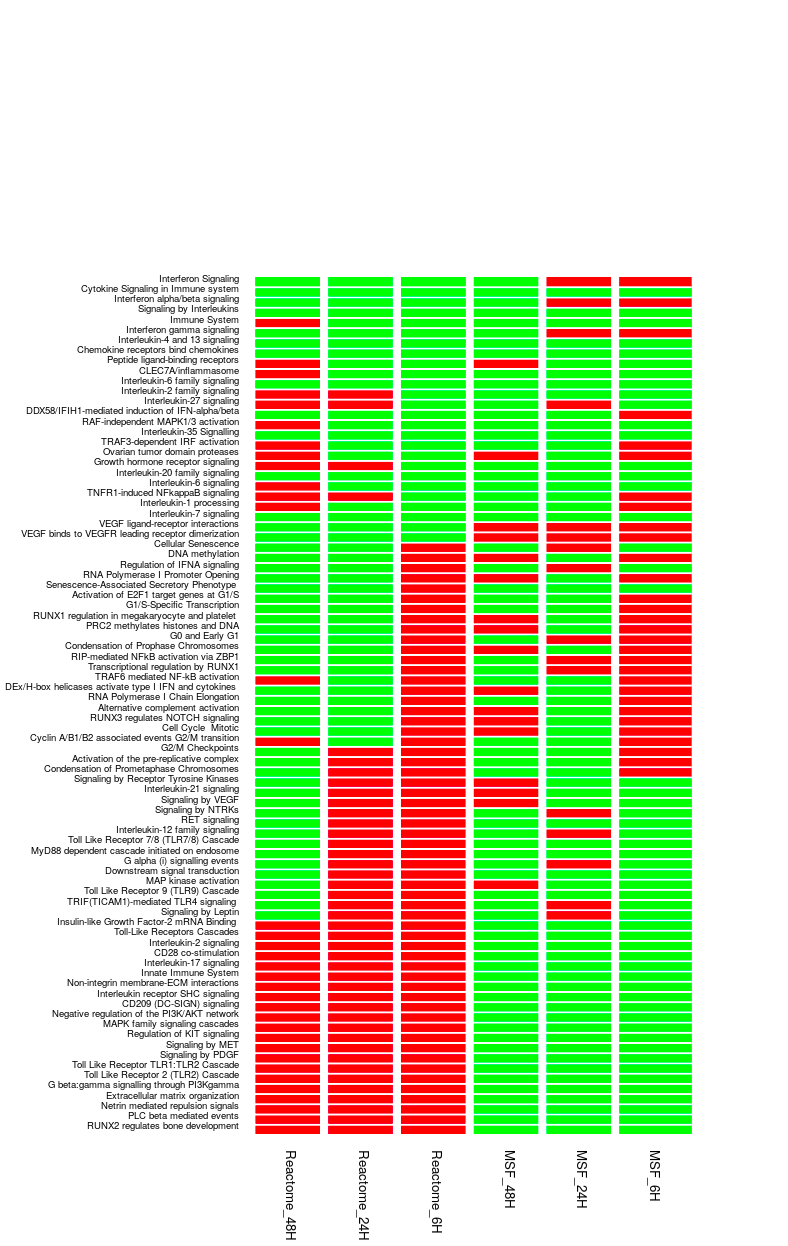 Interferon Signaling
Cytokine Signaling in Immune system
Interferon alpha/beta signaling
Signaling by Interleukins
Immune System
Interferon gamma signaling
Interleukin-4 and 13 signaling
Chemokine receptors bind chemokines
Peptide ligand-binding receptors
CLEC7A/inflammasome
Interleukin-6 family signaling
Interleukin-2 family signaling
Interleukin-27 signaling
DDX58/IFIH1-mediated induction of IFN-alpha/beta
RAF-independent MAPK1/3 activation
Interleukin-35 Signalling
TRAF3-dependent IRF activation
Ovarian tumor domain proteases
Growth hormone receptor signaling
Interleukin-20 family signaling
Interleukin-6 signaling
TNFR1-induced NFkappaB signaling
Interleukin-1 processing
Interleukin-7 signaling
VEGF ligand-receptor interactions
VEGF binds to VEGFR leading receptor dimerization
Cellular Senescence
DNA methylation
Regulation of IFNA signaling
RNA Polymerase I Promoter Opening
Senescence-Associated Secretory Phenotype
Activation of E2F1 target genes at G1/S
G1/S-Specific Transcription
RUNX1 regulation in megakaryocyte and platelet
PRC2 methylates histones and DNA
G0 and Early G1
Condensation of Prophase Chromosomes
RIP-mediated NFkB activation via ZBP1
Transcriptional regulation by RUNX1
TRAF6 mediated NF-kB activation
DEx/H-box helicases activate type I IFN and cytokines
RNA Polymerase I Chain Elongation
Alternative complement activation
RUNX3 regulates NOTCH signaling
Cell Cycle Mitotic
Cyclin A/B1/B2 associated events G2/M transition
G2/M Checkpoints
Activation of the pre-replicative complex
Condensation of Prometaphase Chromosomes
Signaling by Receptor Tyrosine Kinases
Interleukin-21 signaling
Signaling by VEGF
Signaling by NTRKs
RET signaling
Interleukin-12 family signaling
Toll Like Receptor 7/8 (TLR7/8) Cascade
MyD88 dependent cascade initiated on endosome
G alpha (i) signalling events
Downstream signal transduction
MAP kinase activation
Toll Like Receptor 9 (TLR9) Cascade
TRIF(TICAM1)-mediated TLR4 signaling
Signaling by Leptin
Insulin-like Growth Factor-2 mRNA Binding
Toll-Like Receptors Cascades
Interleukin-2 signaling
CD28 co-stimulation
Interleukin-17 signaling
Innate Immune System
Non-integrin membrane-ECM interactions
Interleukin receptor SHC signaling
CD209 (DC-SIGN) signaling
Negative regulation of the PI3K/AKT network
MAPK family signaling cascades
Regulation of KIT signaling
Signaling by MET
Signaling by PDGF
Toll Like Receptor TLR1:TLR2 Cascade
Toll Like Receptor 2 (TLR2) Cascade
G beta:gamma signalling through PI3Kgamma
Extracellular matrix organization
Netrin mediated repulsion signals
PLC beta mediated events
RUNX2 regulates bone development
Reactome_48H
Reactome_24H
Reactome_6H
MSF_48H
MSF_24H
MSF_6H